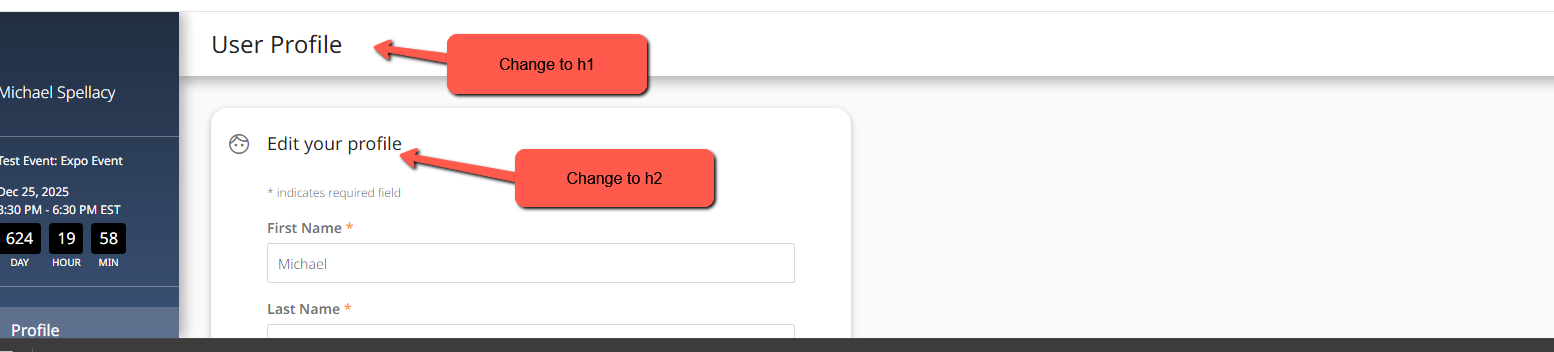 User Profile
Change to h1
Michael Spellacy
Edit your profile
Change to h2
Test Event: Expo Event
* indicates required field
Dec 25, 2025
3:30 PM - 6:30 PM EST
First Name *
624 19 58
DAY HOUR MIN
Michael
Last Name *
Profile